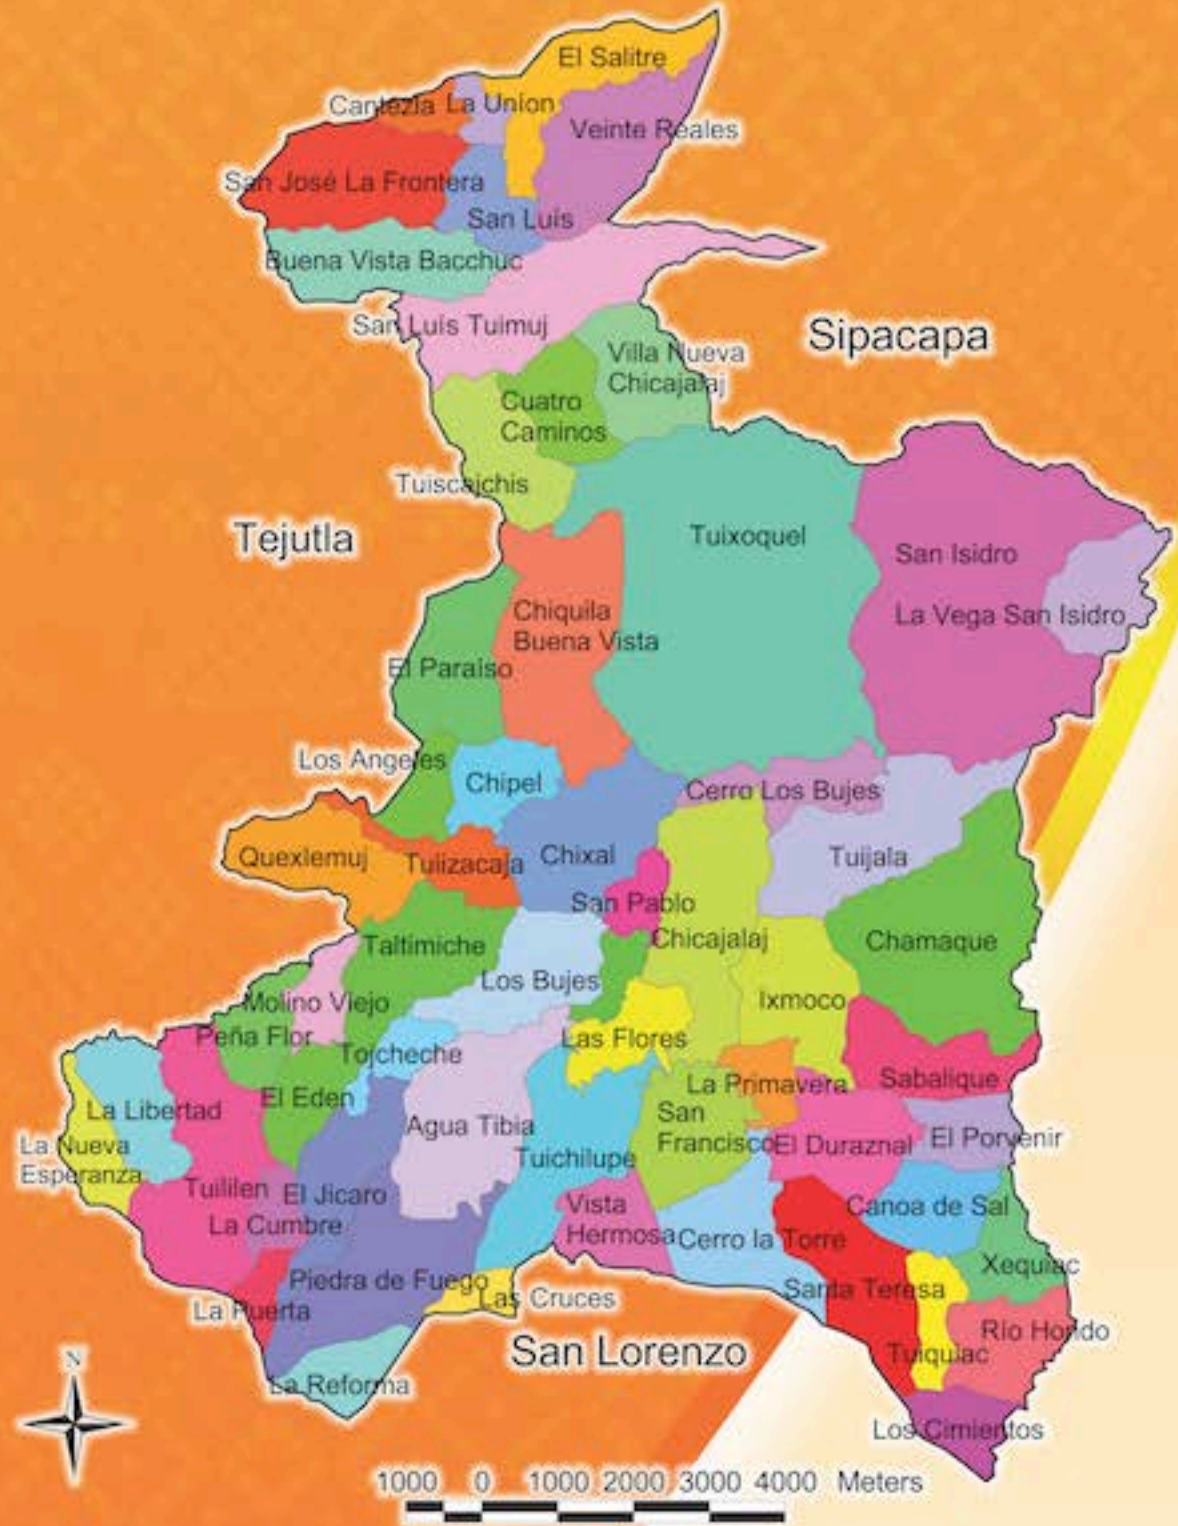 El Salitre
Cantezla
La Union
Veinte Reales
San José La Frontera
San Luis
Buena Vista Bacchuc
San Luis Tuimuj
Sipacapa
Villa Nueva
Chicajalaj
Cuatro
Caminos
Tuiscajchis
Tejutla
Tuixoquel
San Isidro
La Vega San Isidro
Chiquila
Buena Vista
El Paraiso
Los Angeles
Chipel
Cerro Los Bujes
Quexlemuj
Tulizacaja
Chixal
Tuijala
San Pablo
Chicajalaj
Chamaque
Taltimiche
Los Bujes
Molino Viejo
Ixmoco
Peña Flor
Tojcheche
Las Flores
La Primavera
Sabalique
El Eden
La Libertad
Agua Tibia
San
Francisco
El Duraznal
El Porvenir
La Nueva
Esperanza
Tuichilupe
Tuililen
El Jicaro
La Cumbre
Vista
Hermosa
Cerro la Torre
Canoa de Sal
Xequiac
Piedra de Fuego
Las Cruces
Santa Teresa
La Puerta
San Lorenzo
Río Hondo
Tuiquiac
La Reforma
Los Cimientos
N
1000 0 1000 2000 3000 4000 Meters